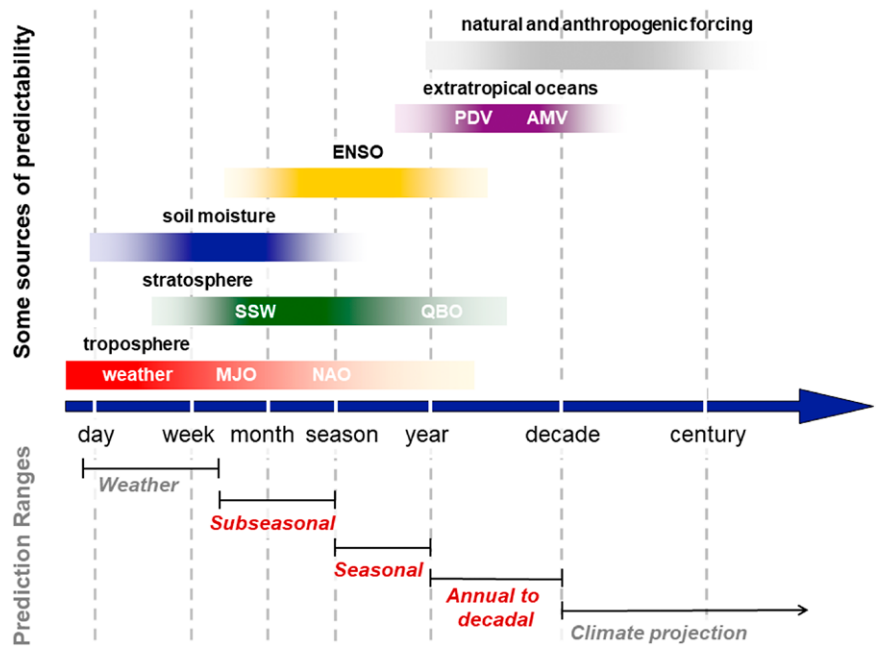 Some sources of predictability
natural and anthropogenic forcing
extratropical oceans
PDV AMV
ENSO
soil moisture
stratosphere
SSW QBO
troposphere
weather MJO NAO
day week month season year decade century
Prediction Ranges
Weather
Subseasonal
Seasonal
Annual to
decadal
Climate projection